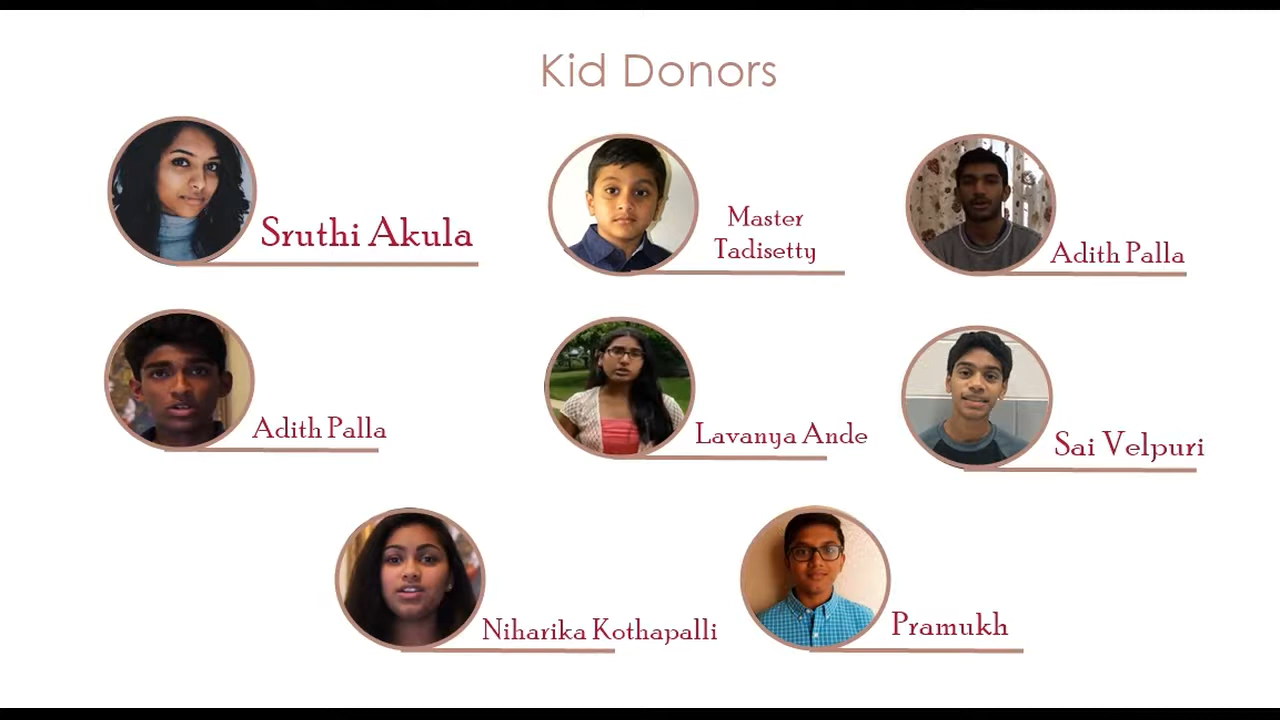 Kid Donors
Sruthi Akula
Master
Tadisetty
Adith Palla
Adith Palla
Lavanya Ande
Sai Velpuri
Niharika Kothapalli
Pramukh